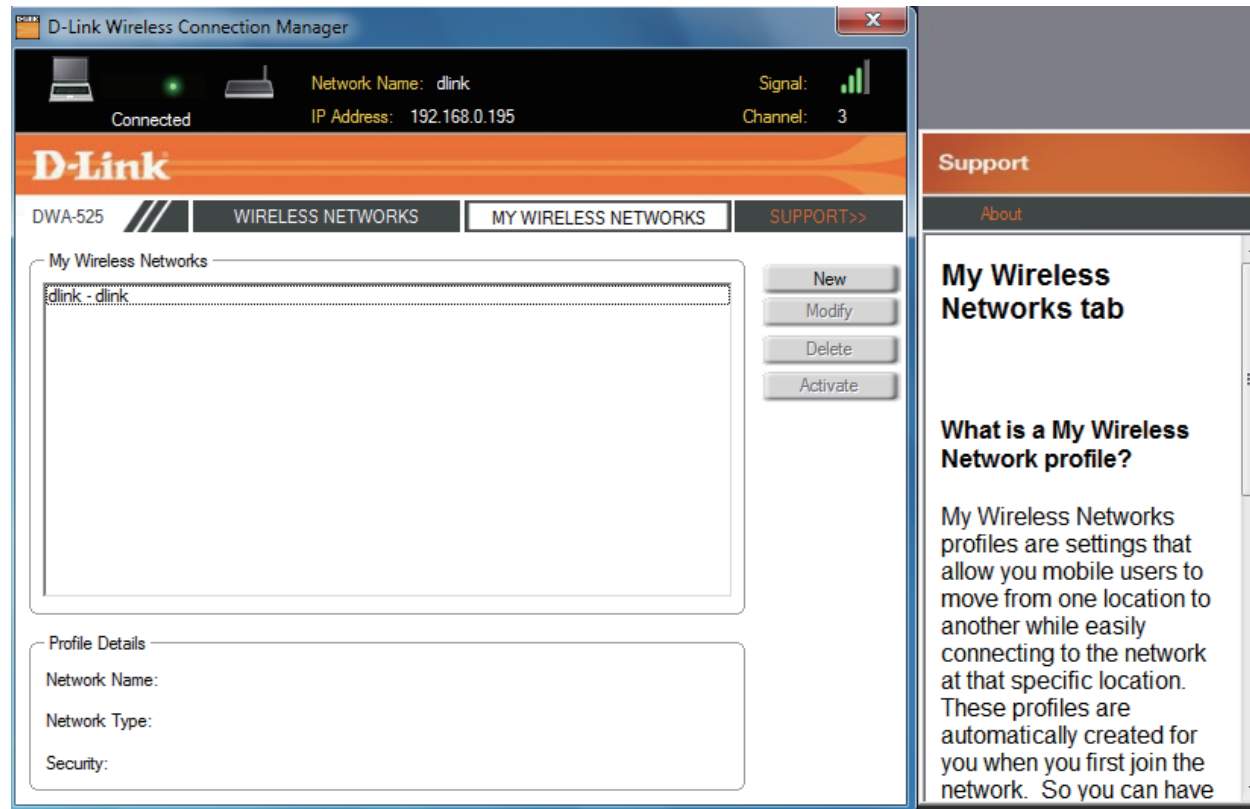 D-Link Wireless Connection Manager
Network Name: dlink
Signal:
Connected
IP Address: 192.168.0.195
Channel: 3
D-Link
DWA-525
WIRELESS NETWORKS
MY WIRELESS NETWORKS
SUPPORT>>
My Wireless Networks
dlink - dlink
New
Modify
Delete
Activate
Profile Details
Network Name:
Network Type:
Security:
Support
About
My Wireless
Networks tab
What is a My Wireless
Network profile?
My Wireless Networks
profiles are settings that
allow you mobile users to
move from one location to
another while easily
connecting to the network
at that specific location.
These profiles are
automatically created for
you when you first join the
network. So you can have